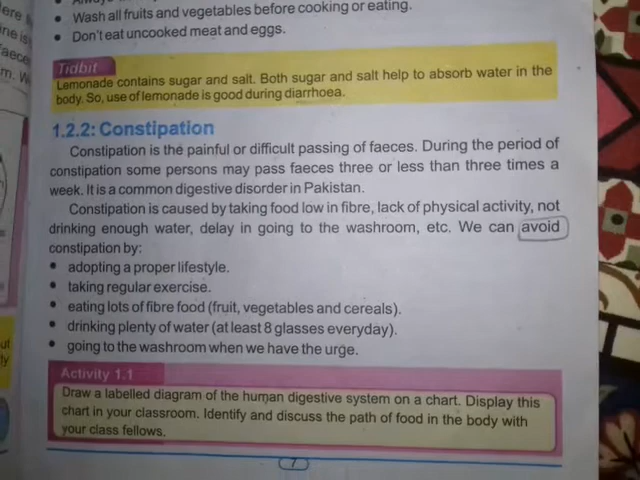 Wash all fruits and vegetables before cooking or eating.
Don't eat uncooked meat and eggs.
Tidbit
Lemonade contains sugar and salt. Both sugar and salt help to absorb water in the
body. So, use of lemonade is good during diarrhoea.
1.2.2: Constipation
Constipation is the painful or difficult passing of faeces. During the period of
constipation some persons may pass faeces three or less than three times a
week. It is a common digestive disorder in Pakistan.
Constipation is caused by taking food low in fibre, lack of physical activity, not
drinking enough water, delay in going to the washroom, etc. We can avoid
constipation by:
adopting a proper lifestyle.
taking regular exercise.
eating lots of fibre food (fruit, vegetables and cereals).
drinking plenty of water (at least 8 glasses everyday).
going to the washroom when we have the urge.
Activity 1.1
Draw a labelled diagram of the human digestive system on a chart. Display this
chart in your classroom. Identify and discuss the path of food in the body with
your class fellows.
7